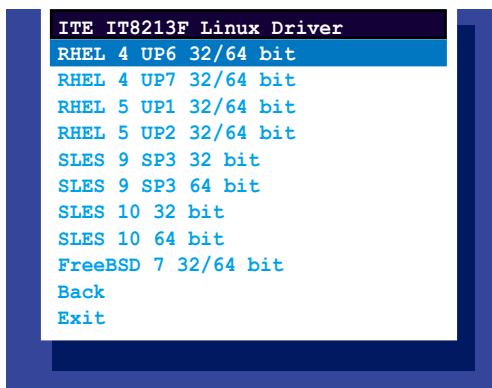 ITE IT8213F Linux Driver
RHEL 4 UP6 32/64 bit
RHEL 4 UP7 32/64 bit
RHEL 5 UP1 32/64 bit
RHEL 5 UP2 32/64 bit
SLES 9 SP3 32 bit
SLES 9 SP3 64 bit
SLES 10 32 bit
SLES 10 64 bit
FreeBSD 7 32/64 bit
Back
Exit